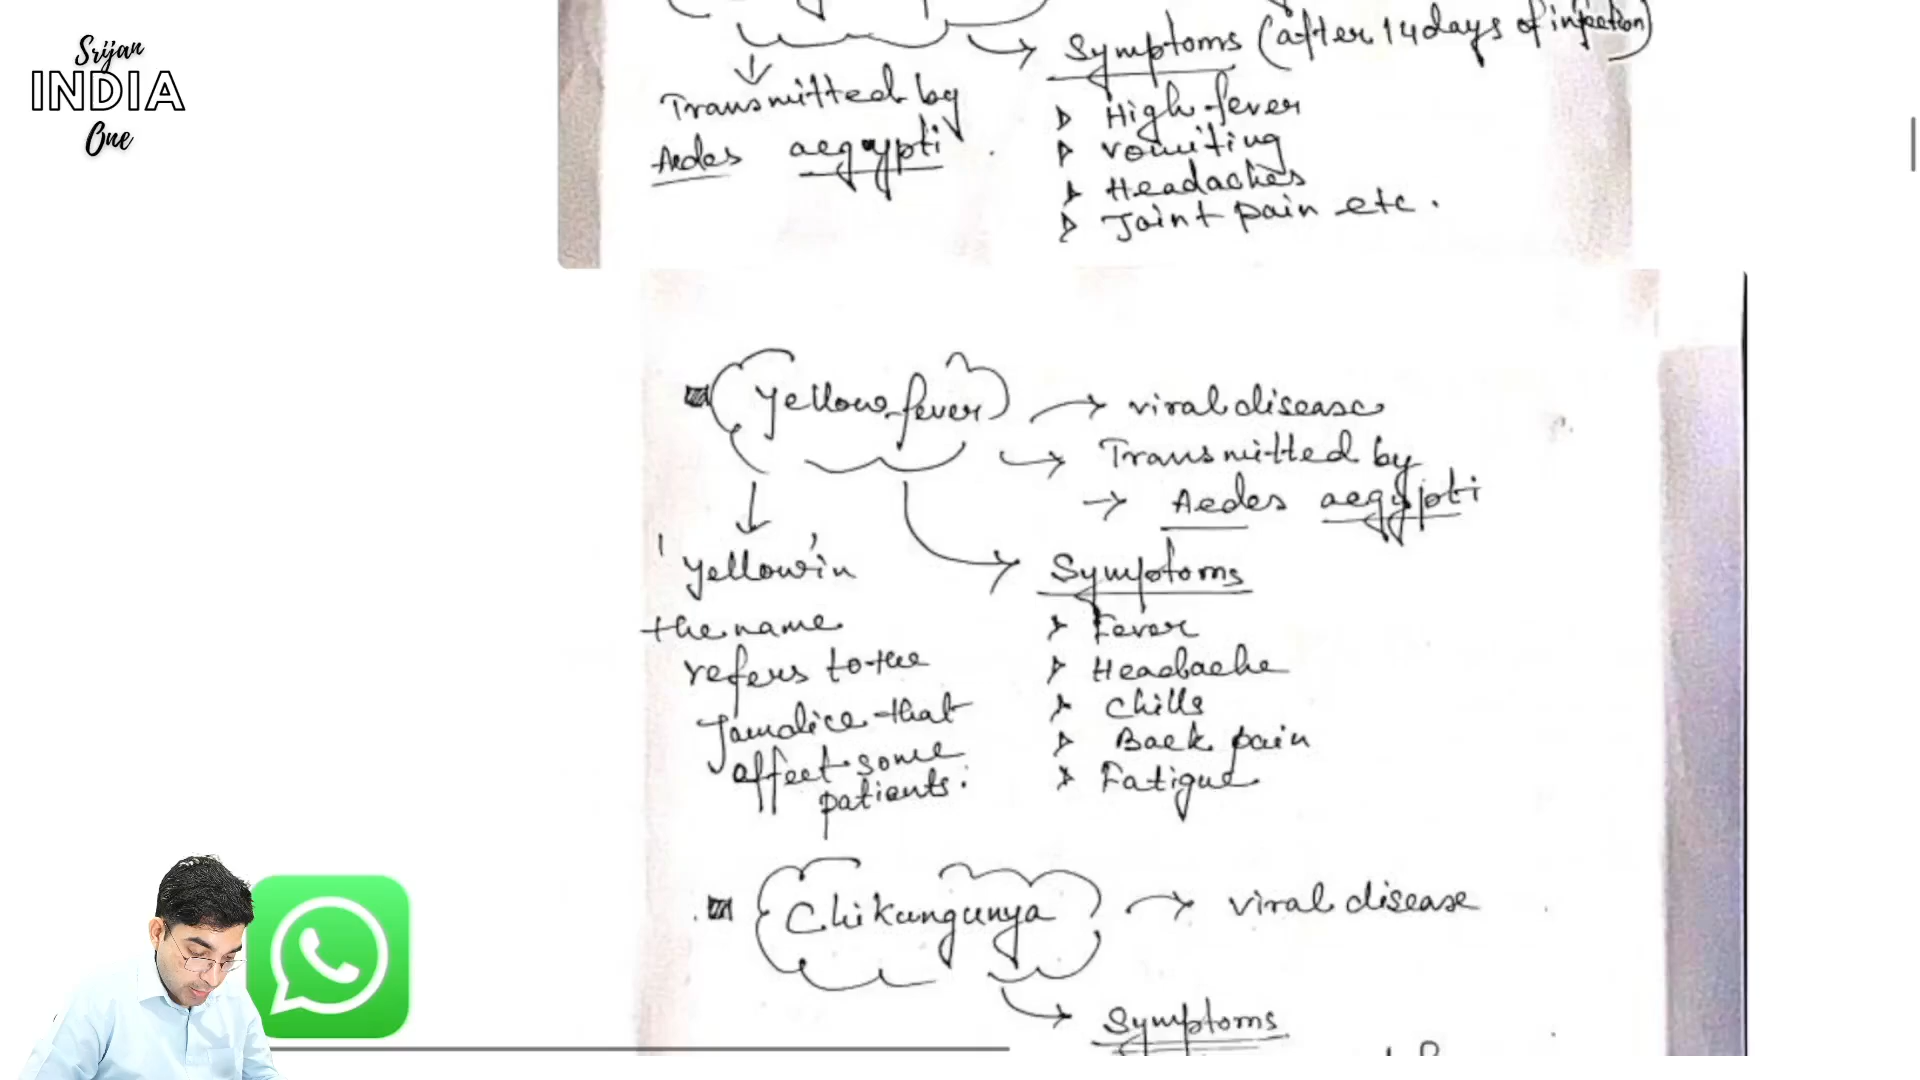 Srijan
INDIA
One
Symptoms (after 14 days of infection)
Transmitted by
Aedes aegypti
High fever
vomiting
Headaches
Joint pain etc.
Yellow fever
viral disease
Transmitted by
Aedes aegypti
'Yellow' in
the name
refers to the
Jaundice that
affect some
patients.
Symptoms
Fever
Headache
Chills
Back pain
Fatigue
Chikungunya
viral disease
Symptoms